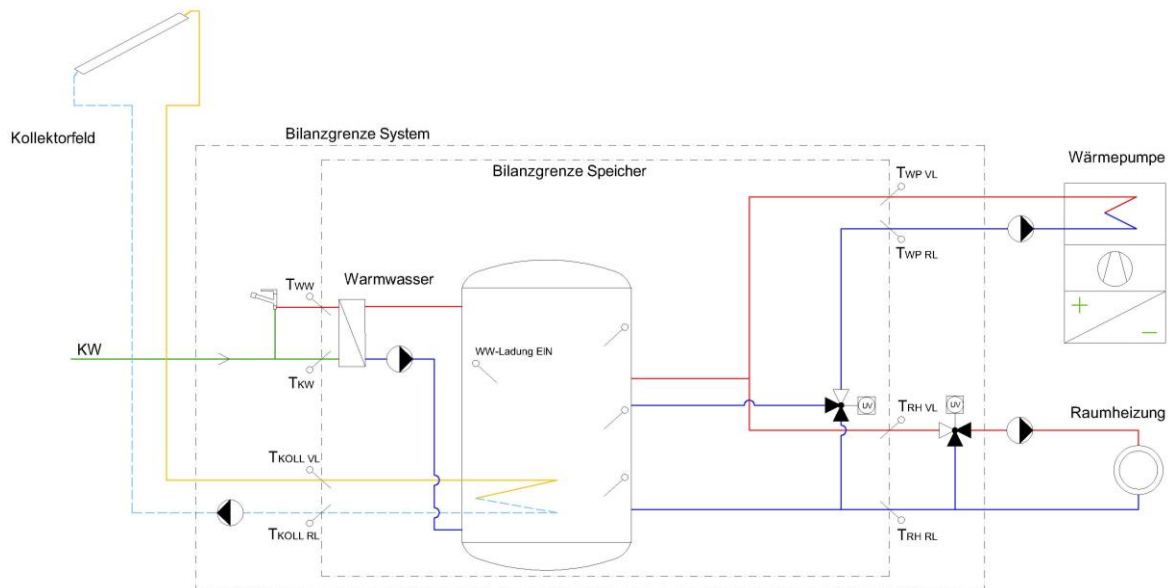 Kollektorfeld
Bilanzgrenze System
Bilanzgrenze Speicher
Wärmepumpe
TWP VL
TWP RL
+
−
TWW
Warmwasser
KW
TKW
WW-Ladung EIN
UV
TRH VL
UV
Raumheizung
TKOLL VL
TKOLL RL
TRH RL